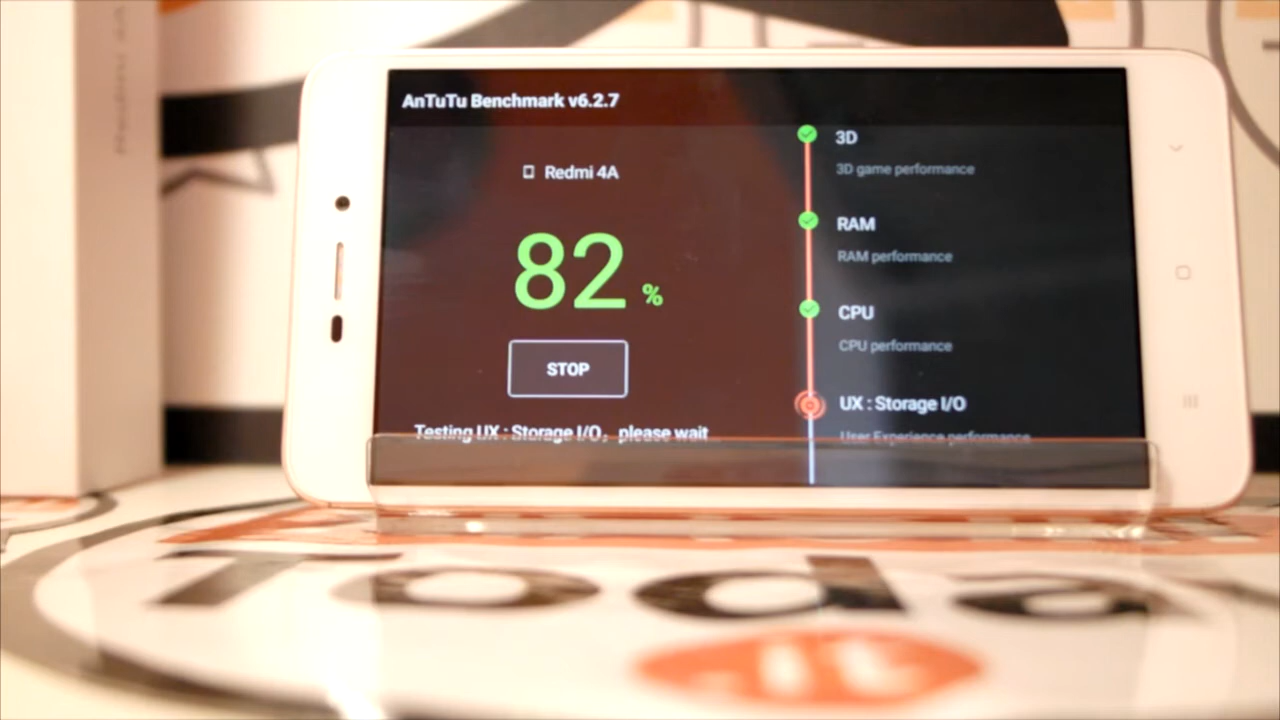 AnTuTu Benchmark v6.2.7
Redmi 4A
82 %
STOP
Testing UX : Storage I/O, please wait
3D
3D game performance
RAM
RAM performance
CPU
CPU performance
UX : Storage I/O
User Experience performance
Toda